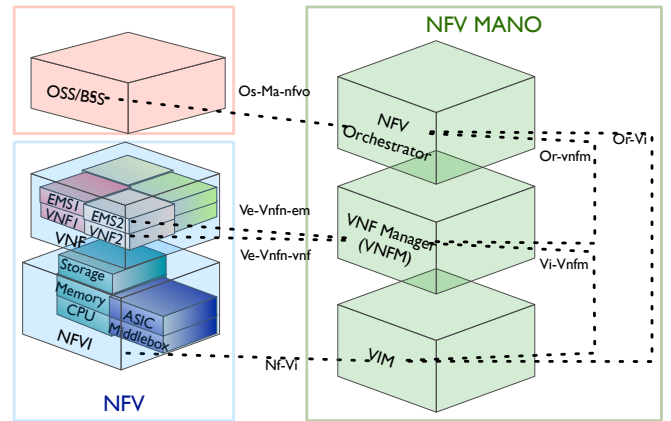 NFV MANO
OSS/BSS
Os-Ma-nfvo
NFV
Orchestrator
Or-Vi
Or-vnfm
EMS1
EMS2
VNF1
VNF2
VNF
Ve-Vnfn-em
Ve-Vnfn-vnf
VNF Manager
(VNFM)
Vi-Vnfm
Storage
Memory
CPU
ASIC
Middlebox
NFVI
Nf-Vi
VIM
NFV